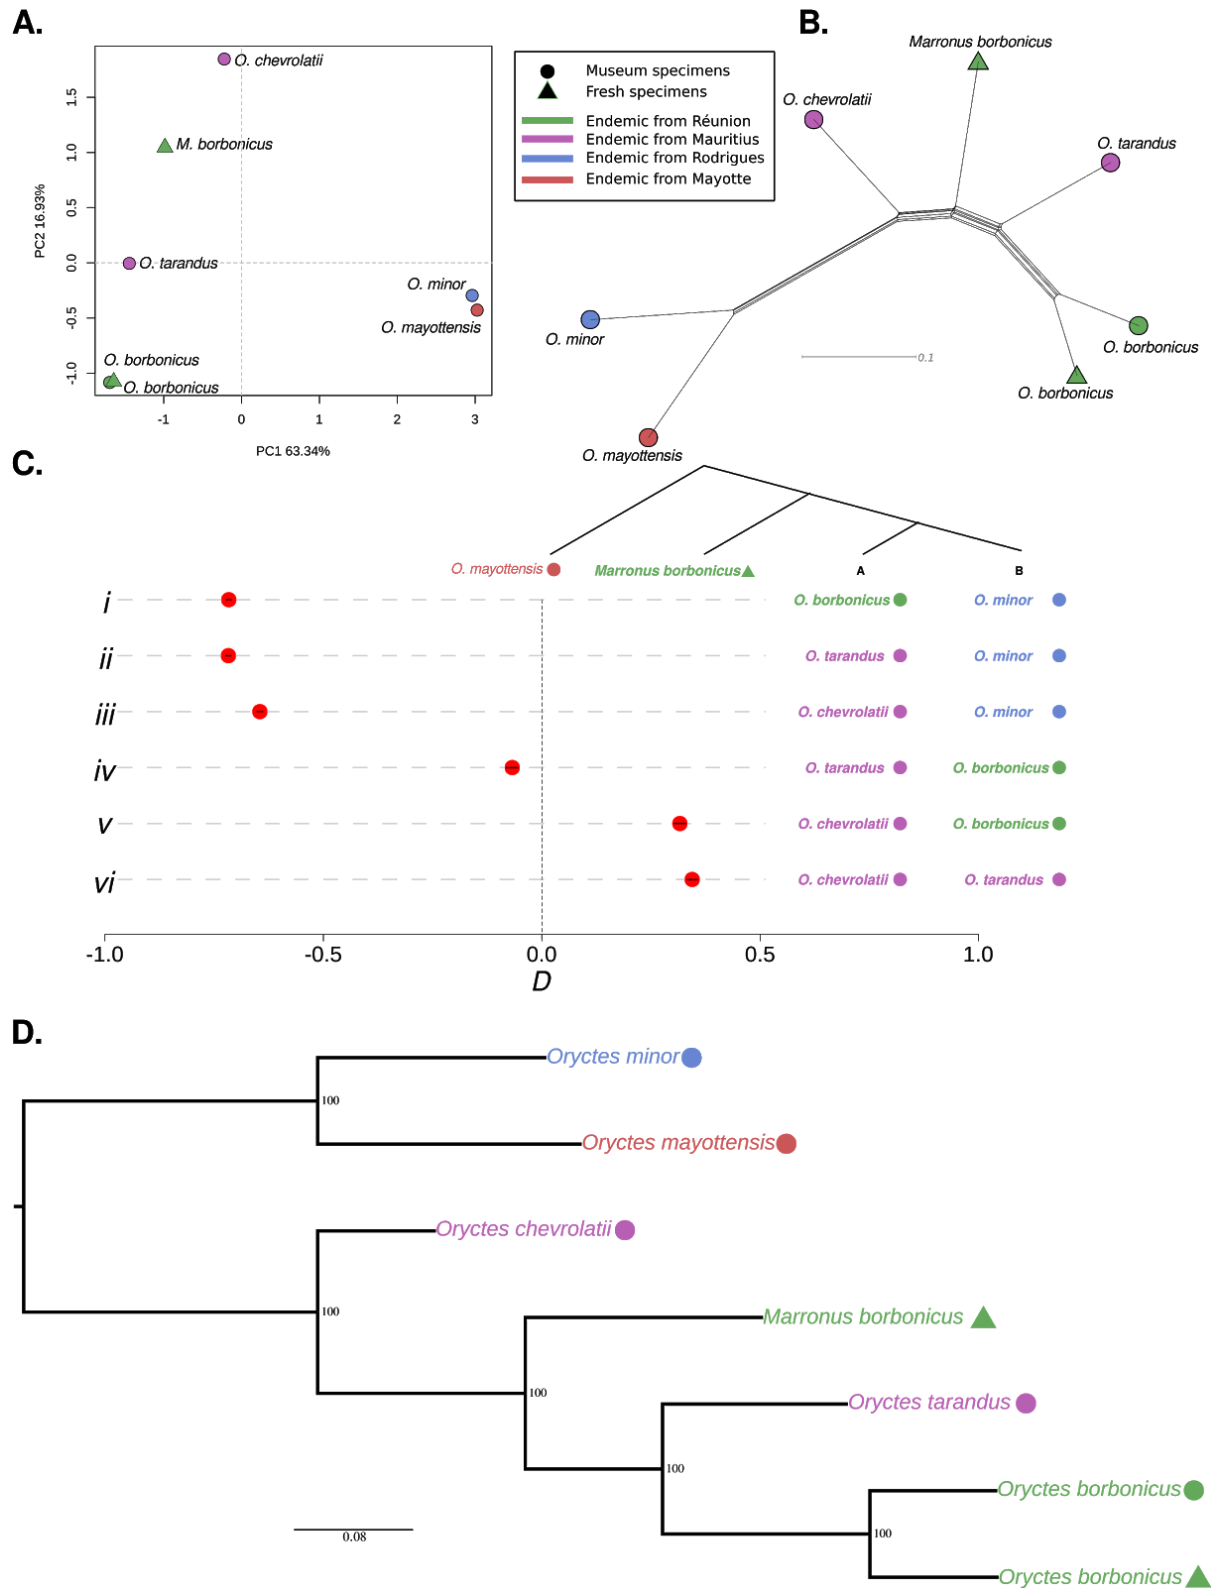 A.
O. chevrolatii
M. borbonicus
O. tarandus
O. minor
O. mayottensis
O. borbonicus
O. borbonicus
1.5
1.0
0.5
0.0
-0.5
-1.0
PC2 16.93%
-1
0
1
2
3
PC1 63.34%
Museum specimens
Fresh specimens
Endemic from Réunion
Endemic from Mauritius
Endemic from Rodrigues
Endemic from Mayotte
B.
Marronus borbonicus
O. chevrolatii
O. tarandus
O. minor
O. borbonicus
0.1
O. borbonicus
O. mayottensis
C.
O. mayottensis
Marronus borbonicus
A
B
i
O. borbonicus
O. minor
ii
O. tarandus
O. minor
iii
O. chevrolatii
O. minor
iv
O. tarandus
O. borbonicus
v
O. chevrolatii
O. borbonicus
vi
O. chevrolatii
O. tarandus
-1.0
-0.5
0.0
0.5
1.0
D
D.
Oryctes minor
100
Oryctes mayottensis
Oryctes chevrolatii
100
Marronus borbonicus
100
Oryctes tarandus
100
Oryctes borbonicus
100
Oryctes borbonicus
0.08